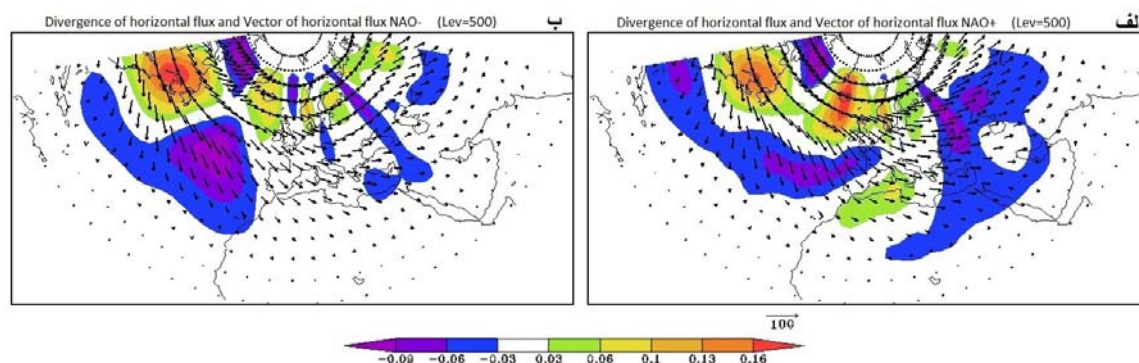 Divergence of horizontal flux and Vector of horizontal flux NAO- (Lev=500) ب
Divergence of horizontal flux and Vector of horizontal flux NAO+ (Lev=500) الف
100
-0.09 -0.06 -0.03 0.03 0.06 0.1 0.13 0.16